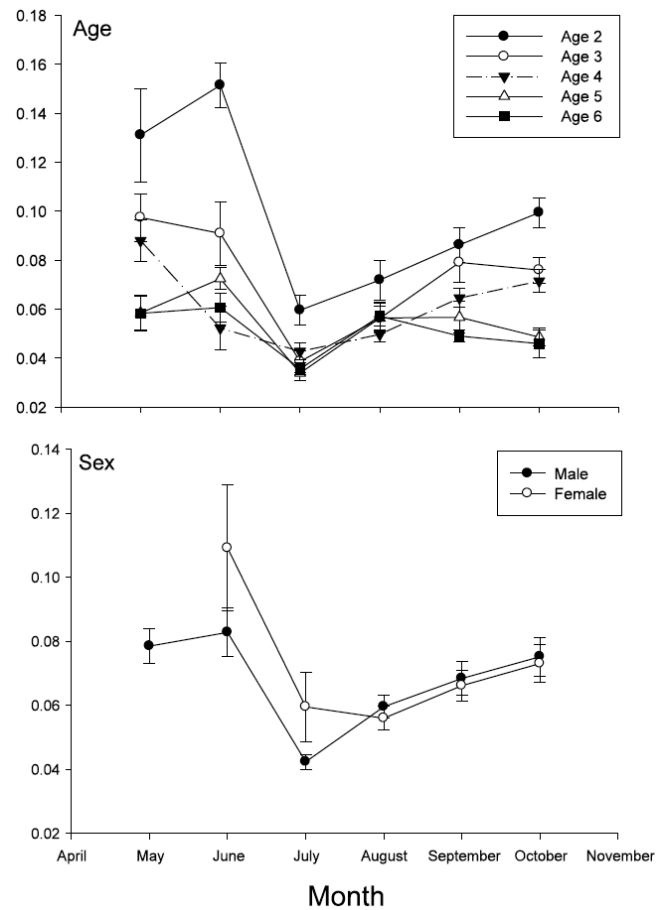 0.18
Age
Age 2
Age 3
Age 4
Age 5
Age 6
0.16
0.14
0.12
0.10
0.08
0.06
0.04
0.02
0.14
Sex
Male
Female
0.12
0.10
0.08
0.06
0.04
0.02
April May June July August September October November
Month